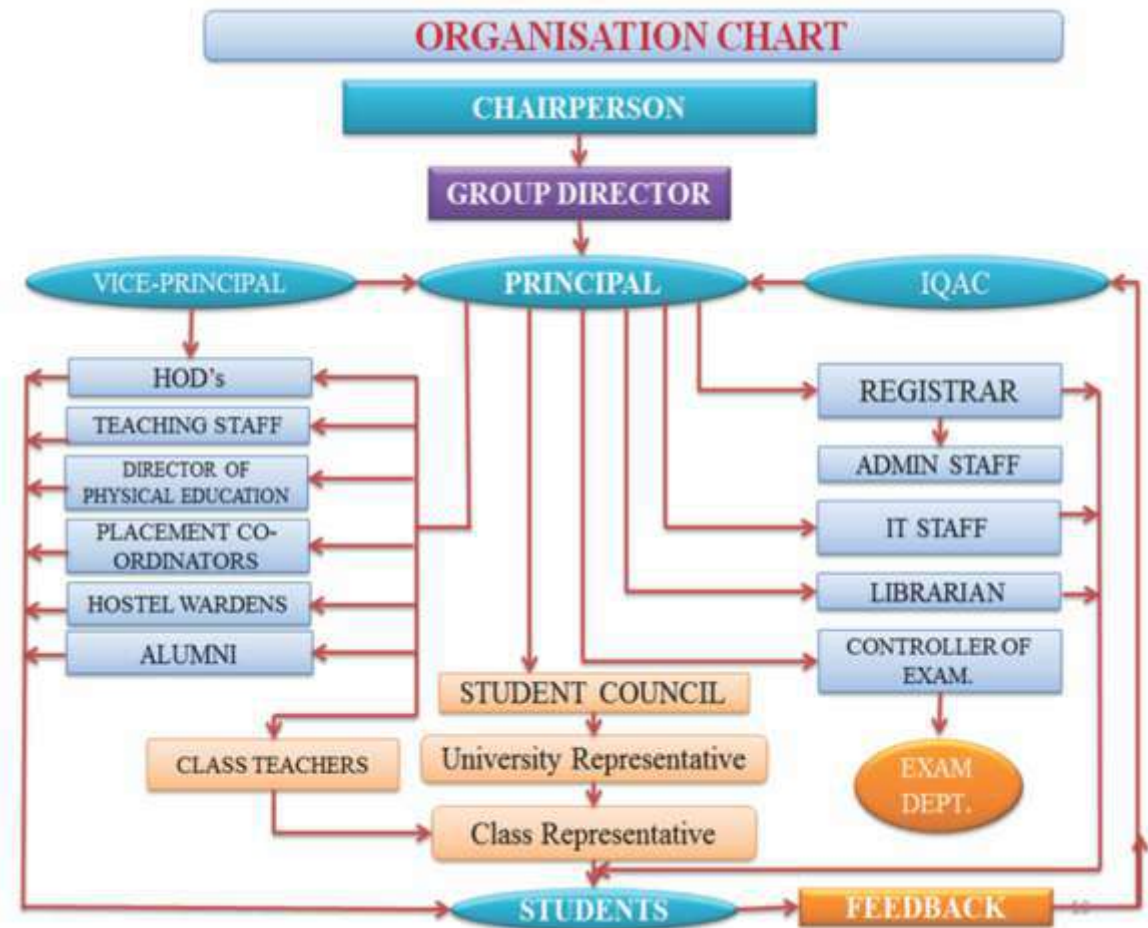 ORGANISATION CHART
CHAIRPERSON
GROUP DIRECTOR
VICE-PRINCIPAL
PRINCIPAL
IQAC
HOD's
TEACHING STAFF
DIRECTOR OF
PHYSICAL EDUCATION
PLACEMENT CO-
ORDINATORS
HOSTEL WARDENS
ALUMNI
REGISTRAR
ADMIN STAFF
IT STAFF
LIBRARIAN
CONTROLLER OF
EXAM.
STUDENT COUNCIL
CLASS TEACHERS
University Representative
EXAM
DEPT.
Class Representative
STUDENTS
FEEDBACK